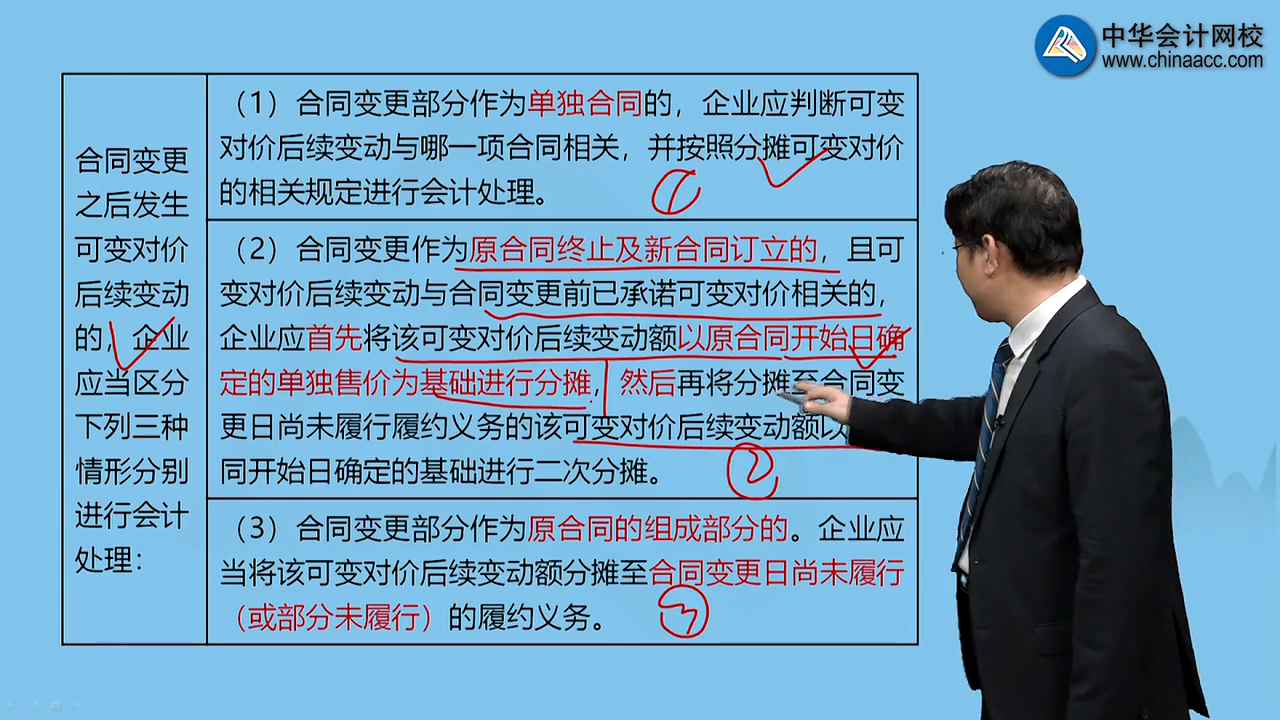 中华会计网校
www.chinaacc.com
合同变更
之后发生
可变对价
后续变动
的，企业
应当区分
下列三种
情形分别
进行会计
处理：
（1）合同变更部分作为单独合同的，企业应判断可变
对价后续变动与哪一项合同相关，并按照分摊可变对价
的相关规定进行会计处理。
①
（2）合同变更作为原合同终止及新合同订立的，且可
变对价后续变动与合同变更前已承诺可变对价相关的，
企业应首先将该可变对价后续变动额以原合同开始日确
定的单独售价为基础进行分摊，然后再将分摊至合同变
更日尚未履行履约义务的该可变对价后续变动额以
同开始日确定的基础进行二次分摊。
②
（3）合同变更部分作为原合同的组成部分的。企业应
当将该可变对价后续变动额分摊至合同变更日尚未履行
（或部分未履行）的履约义务。
③